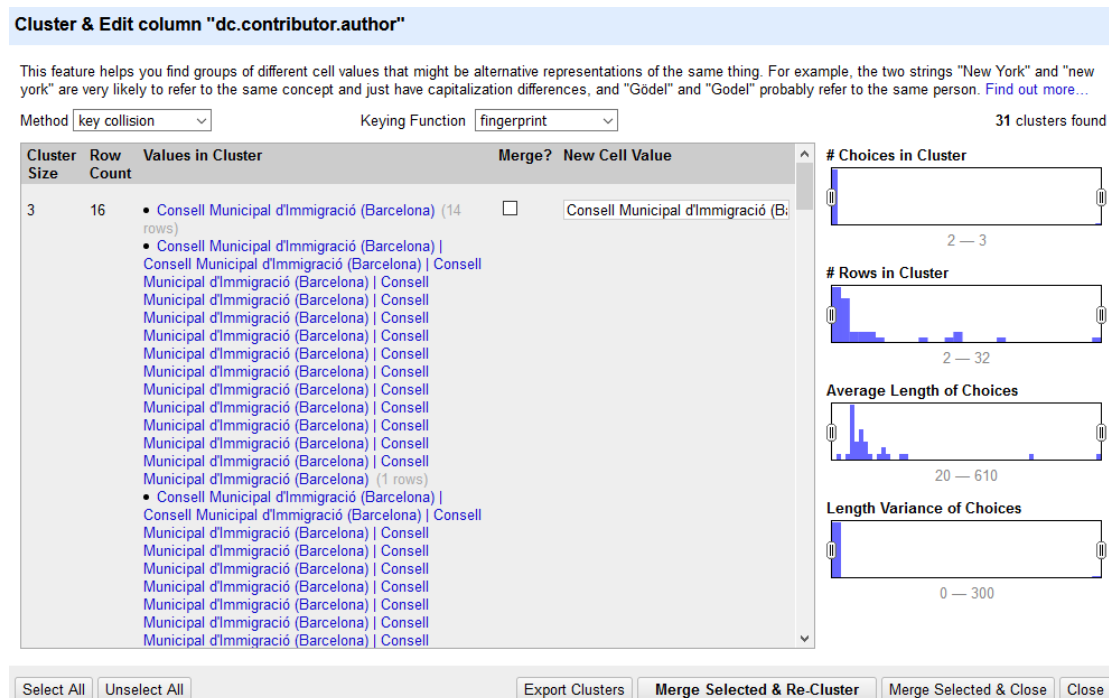 Cluster & Edit column "dc.contributor.author"
This feature helps you find groups of different cell values that might be alternative representations of the same thing. For example, the two strings "New York" and "new
york" are very likely to refer to the same concept and just have capitalization differences, and "Gödel" and "Godel" probably refer to the same person. Find out more...
Method key collision Keying Function fingerprint 31 clusters found
Cluster Size Row Count Values in Cluster Merge? New Cell Value
3 16 • Consell Municipal d'Immigració (Barcelona) (14 Consell Municipal d'Immigració (Ba
rows)
• Consell Municipal d'Immigració (Barcelona) |
Consell Municipal d'Immigració (Barcelona) | Consell
Municipal d'Immigració (Barcelona) | Consell
Municipal d'Immigració (Barcelona) | Consell
Municipal d'Immigració (Barcelona) | Consell
Municipal d'Immigració (Barcelona) | Consell
Municipal d'Immigració (Barcelona) | Consell
Municipal d'Immigració (Barcelona) | Consell
Municipal d'Immigració (Barcelona) | Consell
Municipal d'Immigració (Barcelona) | Consell
Municipal d'Immigració (Barcelona) | Consell
Municipal d'Immigració (Barcelona) | Consell
Municipal d'Immigració (Barcelona) | Consell
Municipal d'Immigració (Barcelona) (1 rows)
• Consell Municipal d'Immigració (Barcelona) |
Consell Municipal d'Immigració (Barcelona) | Consell
Municipal d'Immigració (Barcelona) | Consell
Municipal d'Immigració (Barcelona) | Consell
Municipal d'Immigració (Barcelona) | Consell
Municipal d'Immigració (Barcelona) | Consell
Municipal d'Immigració (Barcelona) | Consell
Municipal d'Immigració (Barcelona) | Consell
Municipal d'Immigració (Barcelona) | Consell
# Choices in Cluster
2 — 3
# Rows in Cluster
2 — 32
Average Length of Choices
20 — 610
Length Variance of Choices
0 — 300
Select All Unselect All Export Clusters Merge Selected & Re-Cluster Merge Selected & Close Close